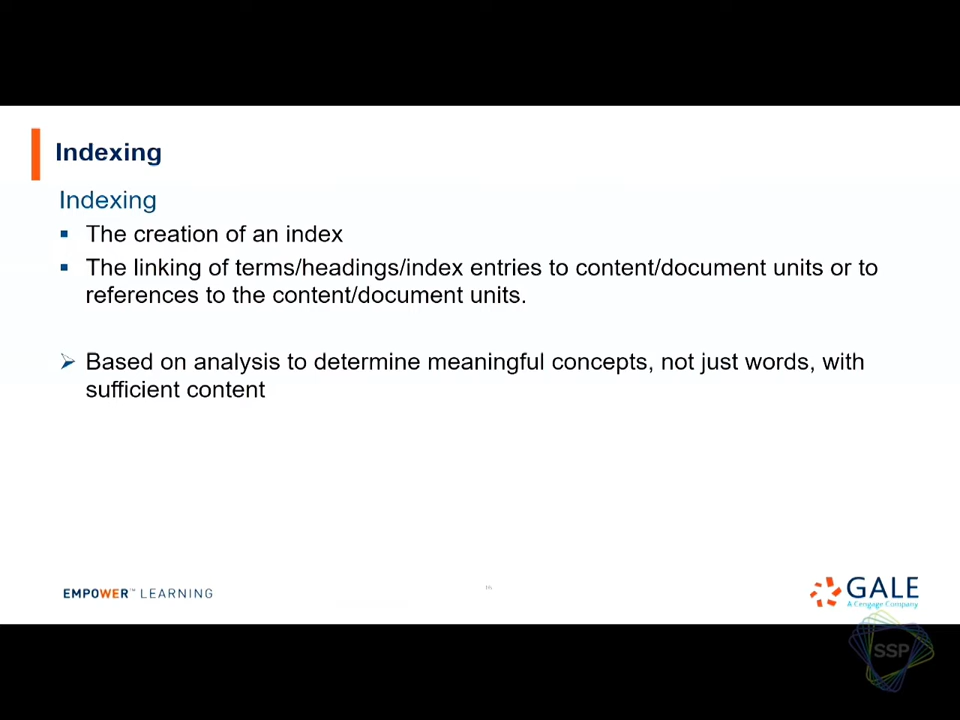 Indexing
Indexing
▪ The creation of an index
▪ The linking of terms/headings/index entries to content/document units or to
references to the content/document units.
➢ Based on analysis to determine meaningful concepts, not just words, with
sufficient content
EMPOWER™ LEARNING
GALE
A Cengage Company
SSP